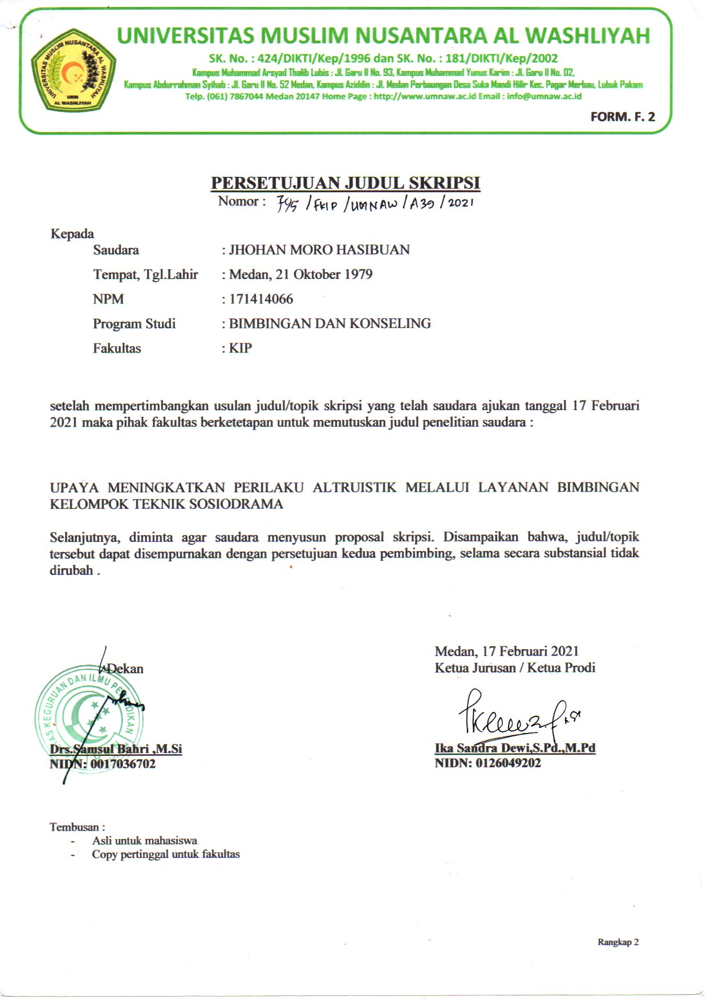 UNIVERSITAS MUSLIM NUSANTARA AL WASHLIYAH
SK. No. : 424/DIKTI/Kep/1996 dan SK. No. : 181/DIKTI/Kep/2002
Kampus Muhammad Arsyad Thalib Lubis : Jl. Garu II No. 93, Kampus Muhammad Yunus Karim : Jl. Garu II No. 02,
Kampus Abdurrahman Syihab : Jl. Garu II No. 52 Medan, Kampus Aziddin : Jl. Medan Perbaungan Desa Suka Mandi Hilir Kec. Pagar Merbau, Lubuk Pakam
Telp. (061) 7867044 Medan 20147 Home Page : http://www.umnaw.ac.id Email : info@umnaw.ac.id
UNIVERSITAS MUSLIM NUSANTARA AL WASHLIYAH
UMN
AL WASHLIYAH
FORM. F. 2
PERSETUJUAN JUDUL SKRIPSI
Nomor : 795 / FKIP / UMNAW / A39 / 2021
Kepada
Saudara : JHOHAN MORO HASIBUAN
Tempat, Tgl.Lahir : Medan, 21 Oktober 1979
NPM : 171414066
Program Studi : BIMBINGAN DAN KONSELING
Fakultas : KIP
setelah mempertimbangkan usulan judul/topik skripsi yang telah saudara ajukan tanggal 17 Februari
2021 maka pihak fakultas berketetapan untuk memutuskan judul penelitian saudara :
UPAYA MENINGKATKAN PERILAKU ALTRUISTIK MELALUI LAYANAN BIMBINGAN
KELOMPOK TEKNIK SOSIODRAMA
Selanjutnya, diminta agar saudara menyusun proposal skripsi. Disampaikan bahwa, judul/topik
tersebut dapat disempurnakan dengan persetujuan kedua pembimbing, selama secara substansial tidak
dirubah .
Medan, 17 Februari 2021
Dekan
Ketua Jurusan / Ketua Prodi
KEGURUAN DAN ILMU PENDIDIKAN
Drs.Samsul Bahri ,M.Si
NIDN: 0017036702
Ika Sandra Dewi,S.Pd.,M.Pd
NIDN: 0126049202
Tembusan :
- Asli untuk mahasiswa
- Copy pertinggal untuk fakultas
Rangkap 2